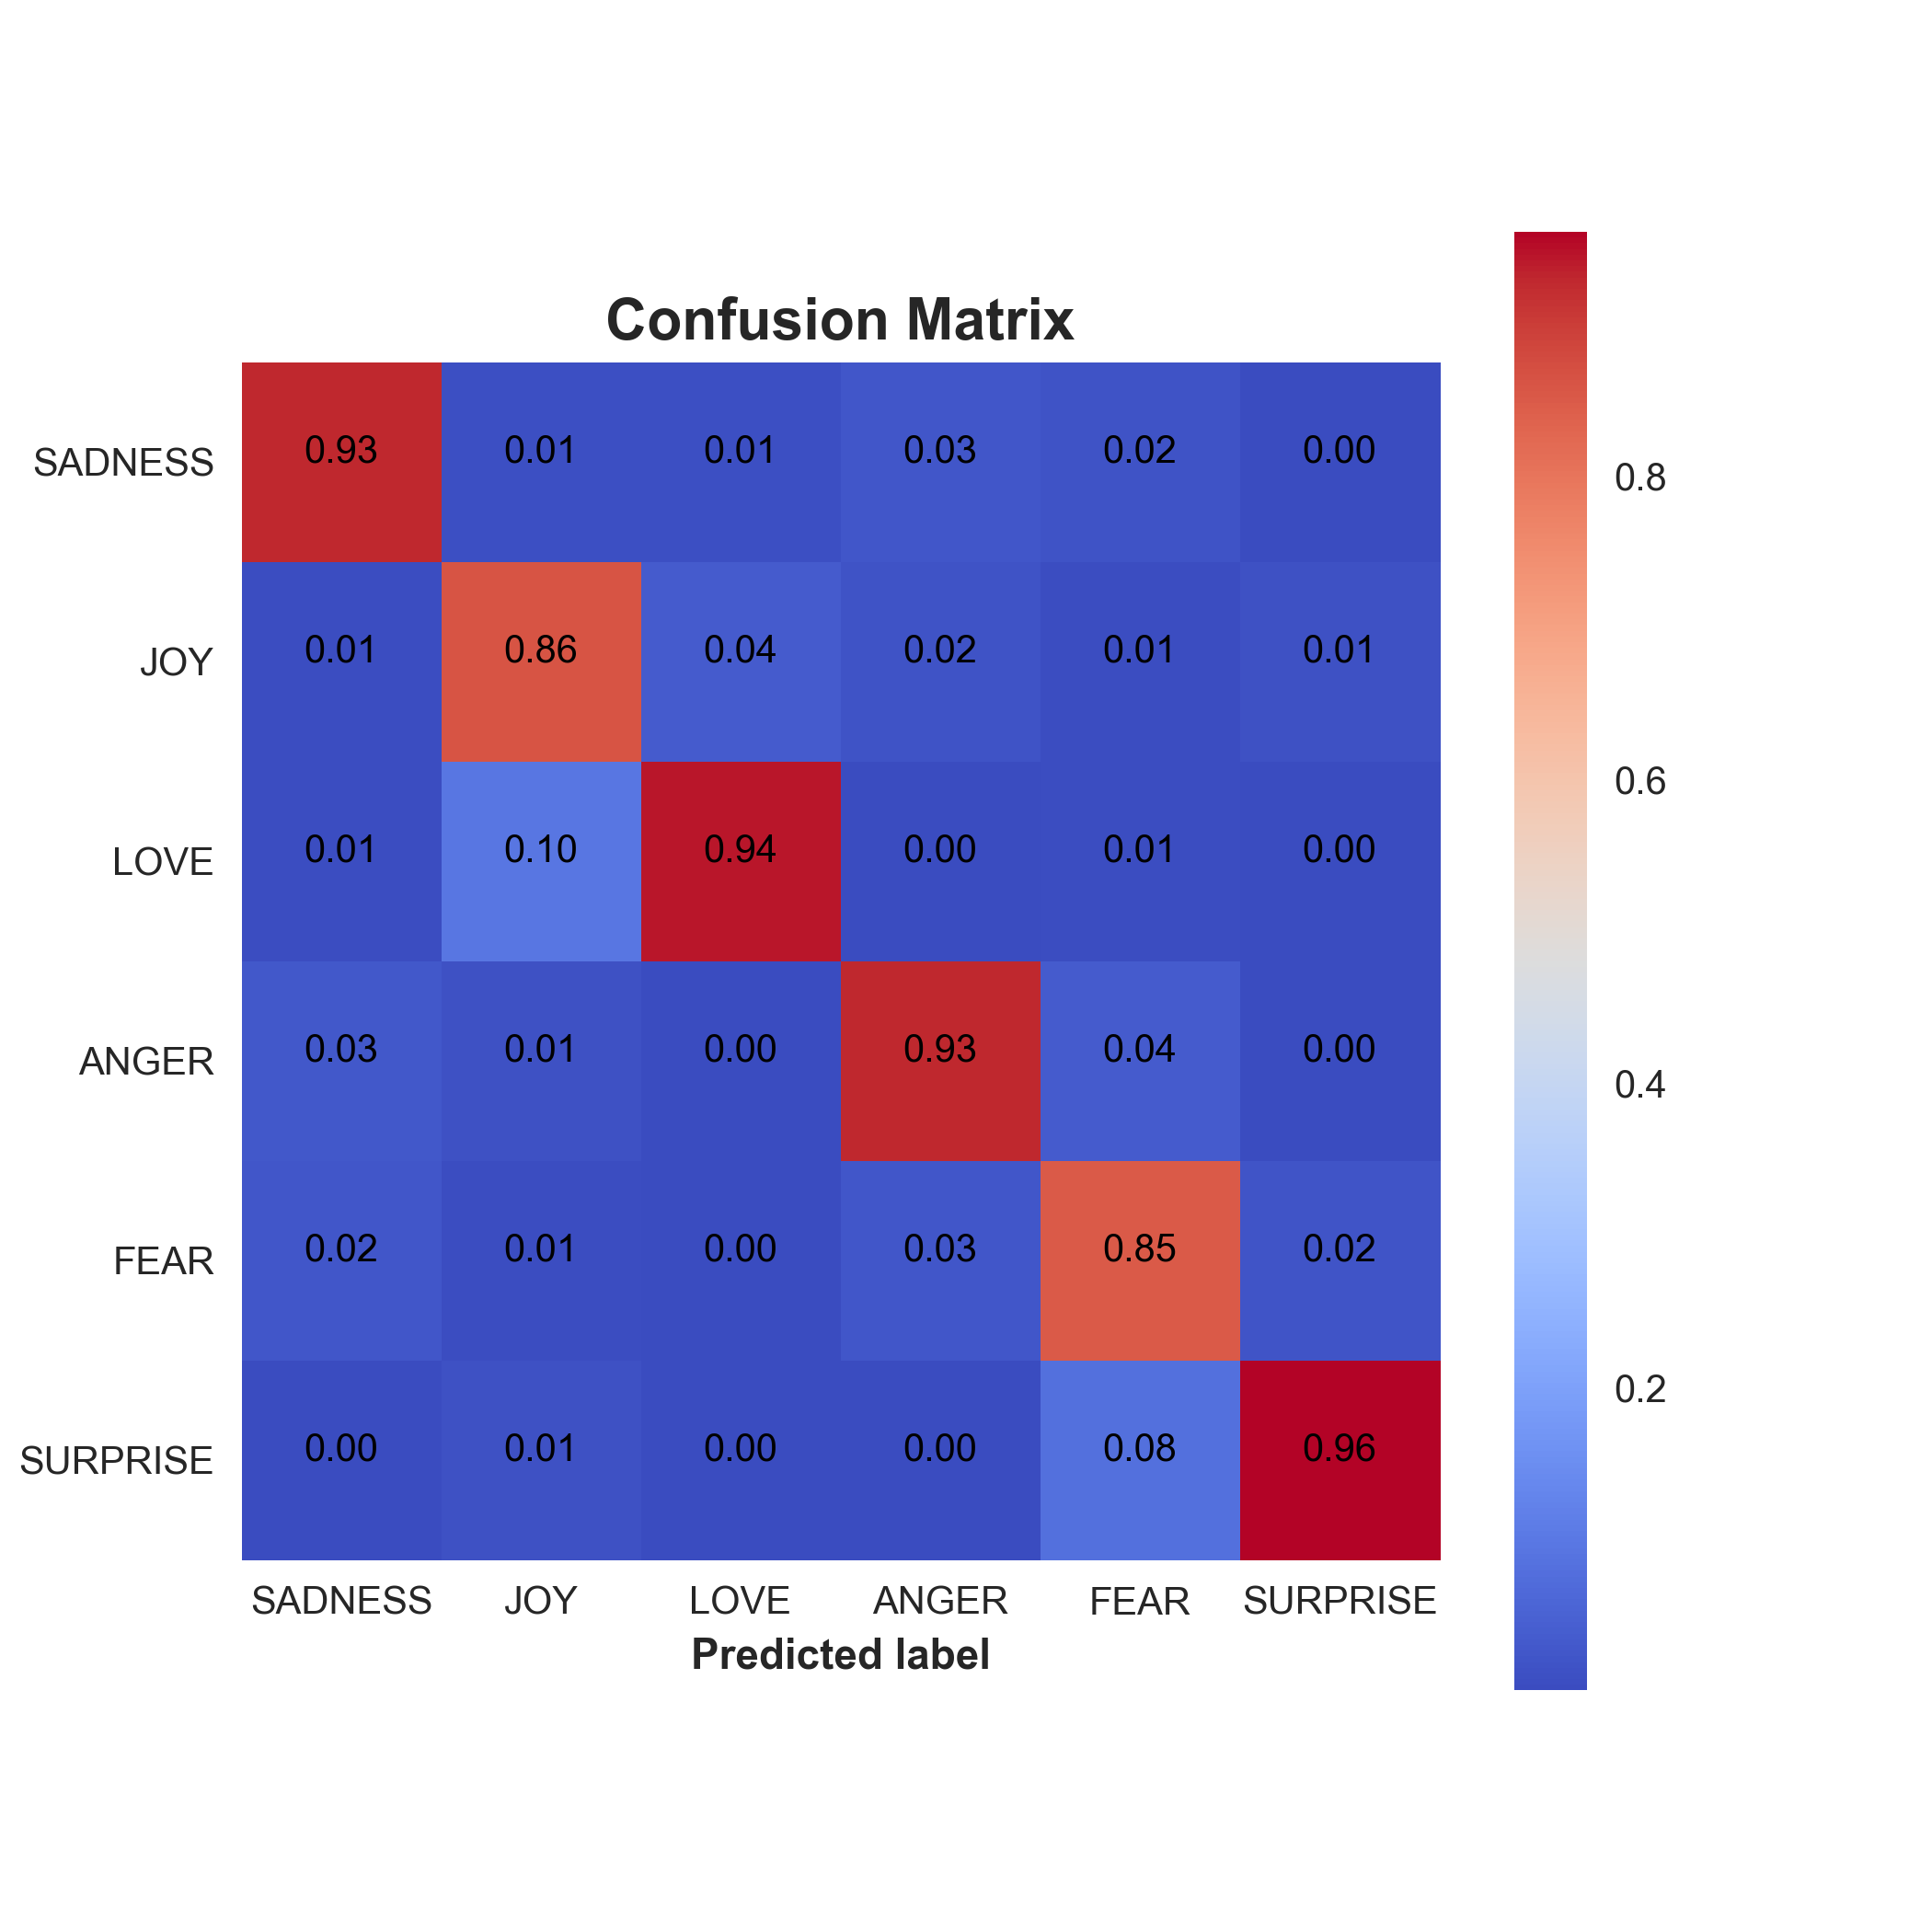 Confusion Matrix
SADNESS 0.93 0.01 0.01 0.03 0.02 0.00
JOY 0.01 0.86 0.04 0.02 0.01 0.01
LOVE 0.01 0.10 0.94 0.00 0.01 0.00
ANGER 0.03 0.01 0.00 0.93 0.04 0.00
FEAR 0.02 0.01 0.00 0.03 0.85 0.02
SURPRISE 0.00 0.01 0.00 0.00 0.08 0.96
SADNESS JOY LOVE ANGER FEAR SURPRISE
Predicted label
0.8
0.6
0.4
0.2